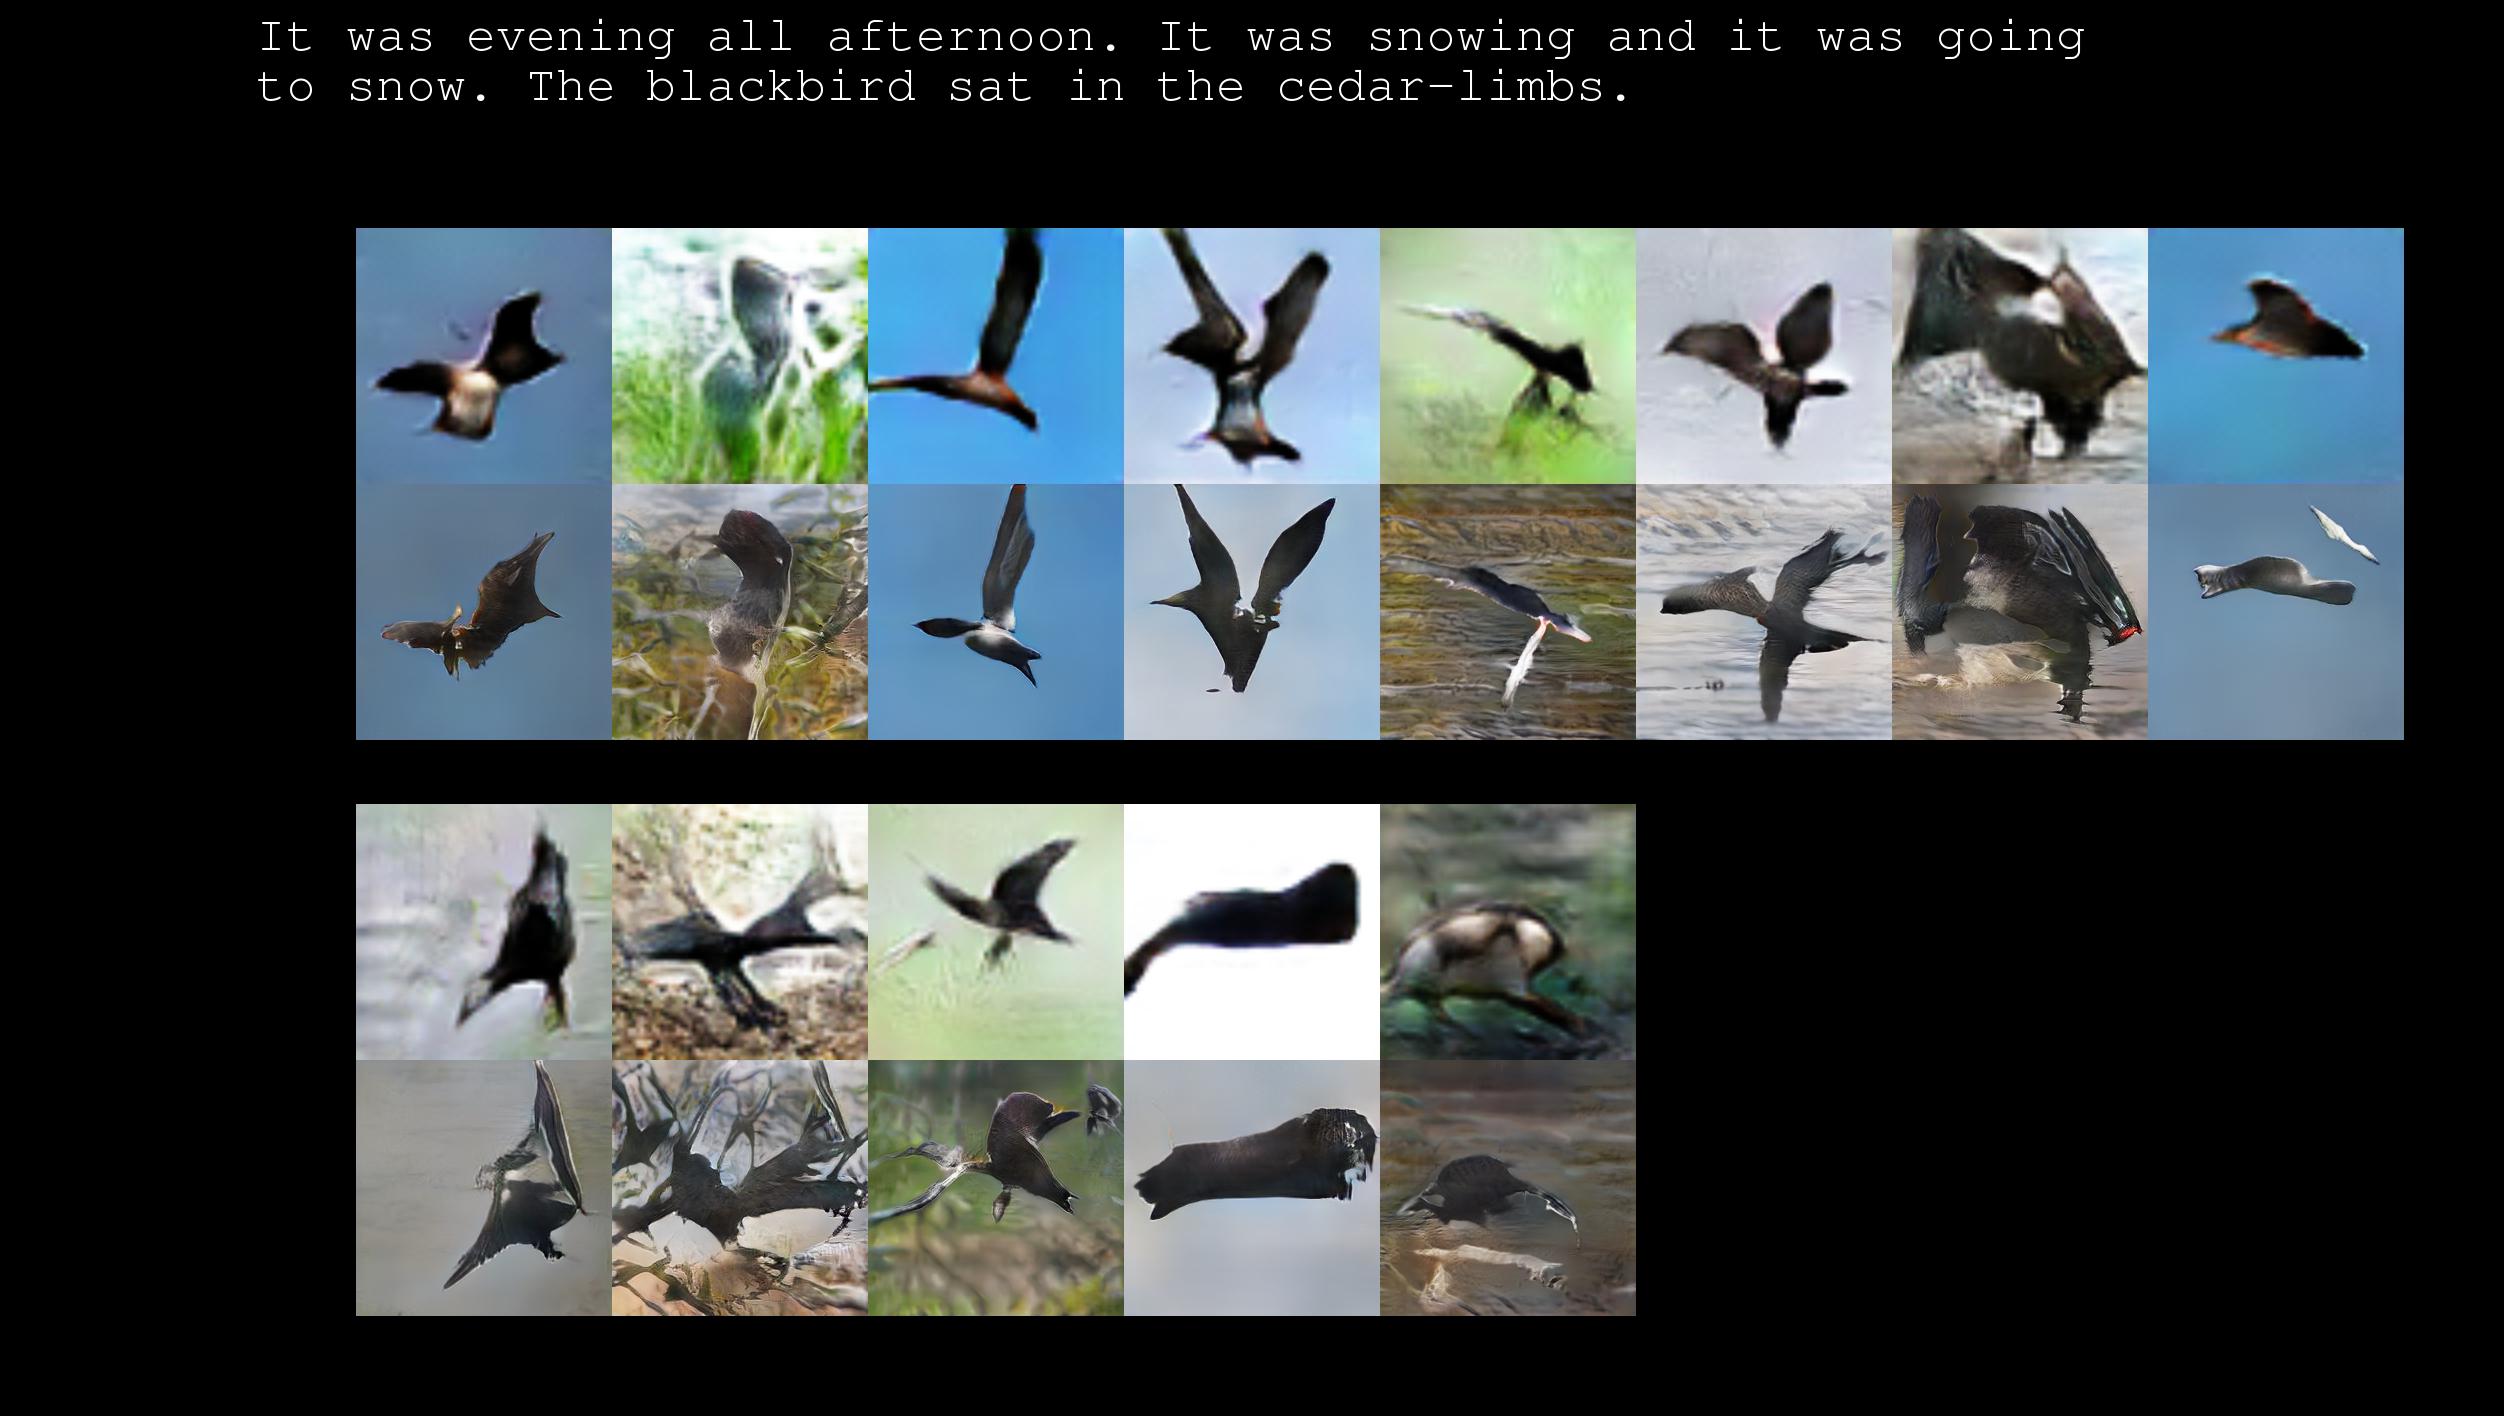 It was evening all afternoon. It was snowing and it was going
to snow. The blackbird sat in the cedar-limbs.